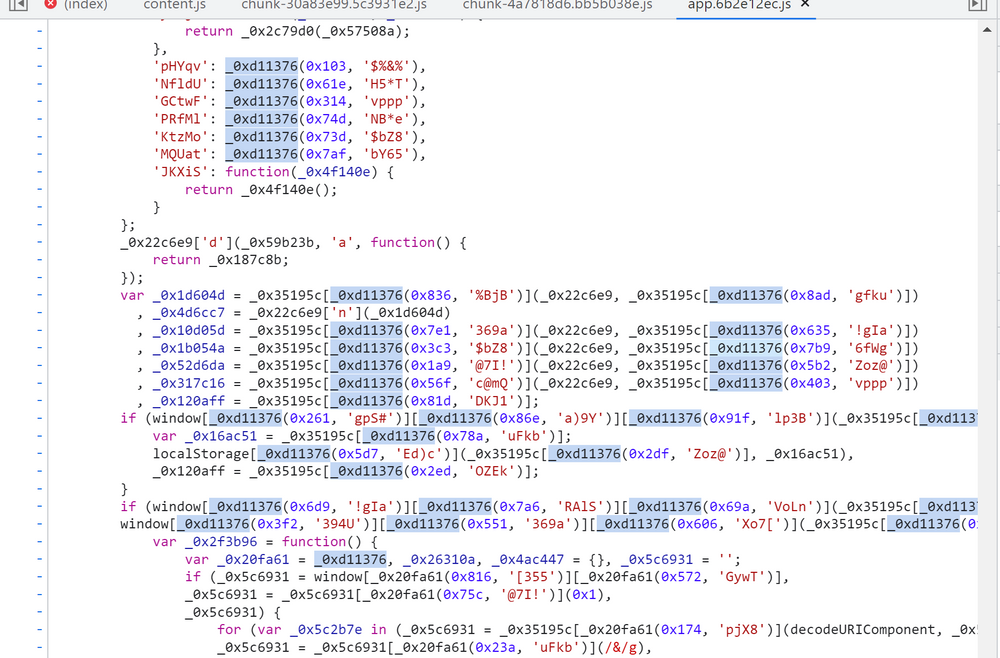 (index) content.js chunk-30a83e99.5c3931e2.js chunk-4a7818d6.bb5b038e.js app.6b2e12ec.js ×
return _0x2c79d0(_0x57508a);
},
'pHYqv': _0xd11376(0x103, '$%&%'),
'NfldU': _0xd11376(0x61e, 'H5*T'),
'GCtwF': _0xd11376(0x314, 'vppp'),
'PRfMl': _0xd11376(0x74d, 'NB*e'),
'KtzMo': _0xd11376(0x73d, '$bZ8'),
'MQUat': _0xd11376(0x7af, 'bY65'),
'JKXiS': function(_0x4f140e) {
return _0x4f140e();
}
};
_0x22c6e9['d'](_0x59b23b, 'a', function() {
return _0x187c8b;
});
var _0x1d604d = _0x35195c[_0xd11376(0x836, '%BjB')](_0x22c6e9, _0x35195c[_0xd11376(0x8ad, 'gfku')])
, _0x4d6cc7 = _0x22c6e9['n'](_0x1d604d)
, _0x10d05d = _0x35195c[_0xd11376(0x7e1, '369a')](_0x22c6e9, _0x35195c[_0xd11376(0x635, '!gIa')])
, _0x1b054a = _0x35195c[_0xd11376(0x3c3, '$bZ8')](_0x22c6e9, _0x35195c[_0xd11376(0x7b9, '6fWg')])
, _0x52d6da = _0x35195c[_0xd11376(0x1a9, '@7I!')](_0x22c6e9, _0x35195c[_0xd11376(0x5b2, 'Zoz@')])
, _0x317c16 = _0x35195c[_0xd11376(0x56f, 'c@mQ')](_0x22c6e9, _0x35195c[_0xd11376(0x403, 'vppp')])
, _0x120aff = _0x35195c[_0xd11376(0x81d, 'DKJ1')];
if (window[_0xd11376(0x261, 'gpS#')][_0xd11376(0x86e, 'a)9Y')][_0xd11376(0x91f, 'lp3B')](_0x35195c[_0xd113
var _0x16ac51 = _0x35195c[_0xd11376(0x78a, 'uFkb')];
localStorage[_0xd11376(0x5d7, 'Ed)c')](_0x35195c[_0xd11376(0x2df, 'Zoz@')], _0x16ac51),
_0x120aff = _0x35195c[_0xd11376(0x2ed, 'OZEk')];
}
if (window[_0xd11376(0x6d9, '!gIa')][_0xd11376(0x7a6, 'RAlS')][_0xd11376(0x69a, 'VoLn')](_0x35195c[_0xd113
window[_0xd11376(0x3f2, '394U')][_0xd11376(0x551, '369a')][_0xd11376(0x606, 'Xo7[')](_0x35195c[_0xd11376(0
var _0x2f3b96 = function() {
var _0x20fa61 = _0xd11376, _0x26310a, _0x4ac447 = {}, _0x5c6931 = '';
if (_0x5c6931 = window[_0x20fa61(0x816, '[355')][_0x20fa61(0x572, 'GywT')],
_0x5c6931 = _0x5c6931[_0x20fa61(0x75c, '@7I!')](0x1),
_0x5c6931) {
for (var _0x5c2b7e in (_0x5c6931 = _0x35195c[_0x20fa61(0x174, 'pjX8')](decodeURIComponent, _0x5
_0x5c6931 = _0x5c6931[_0x20fa61(0x23a, 'uFkb')](/&/g),